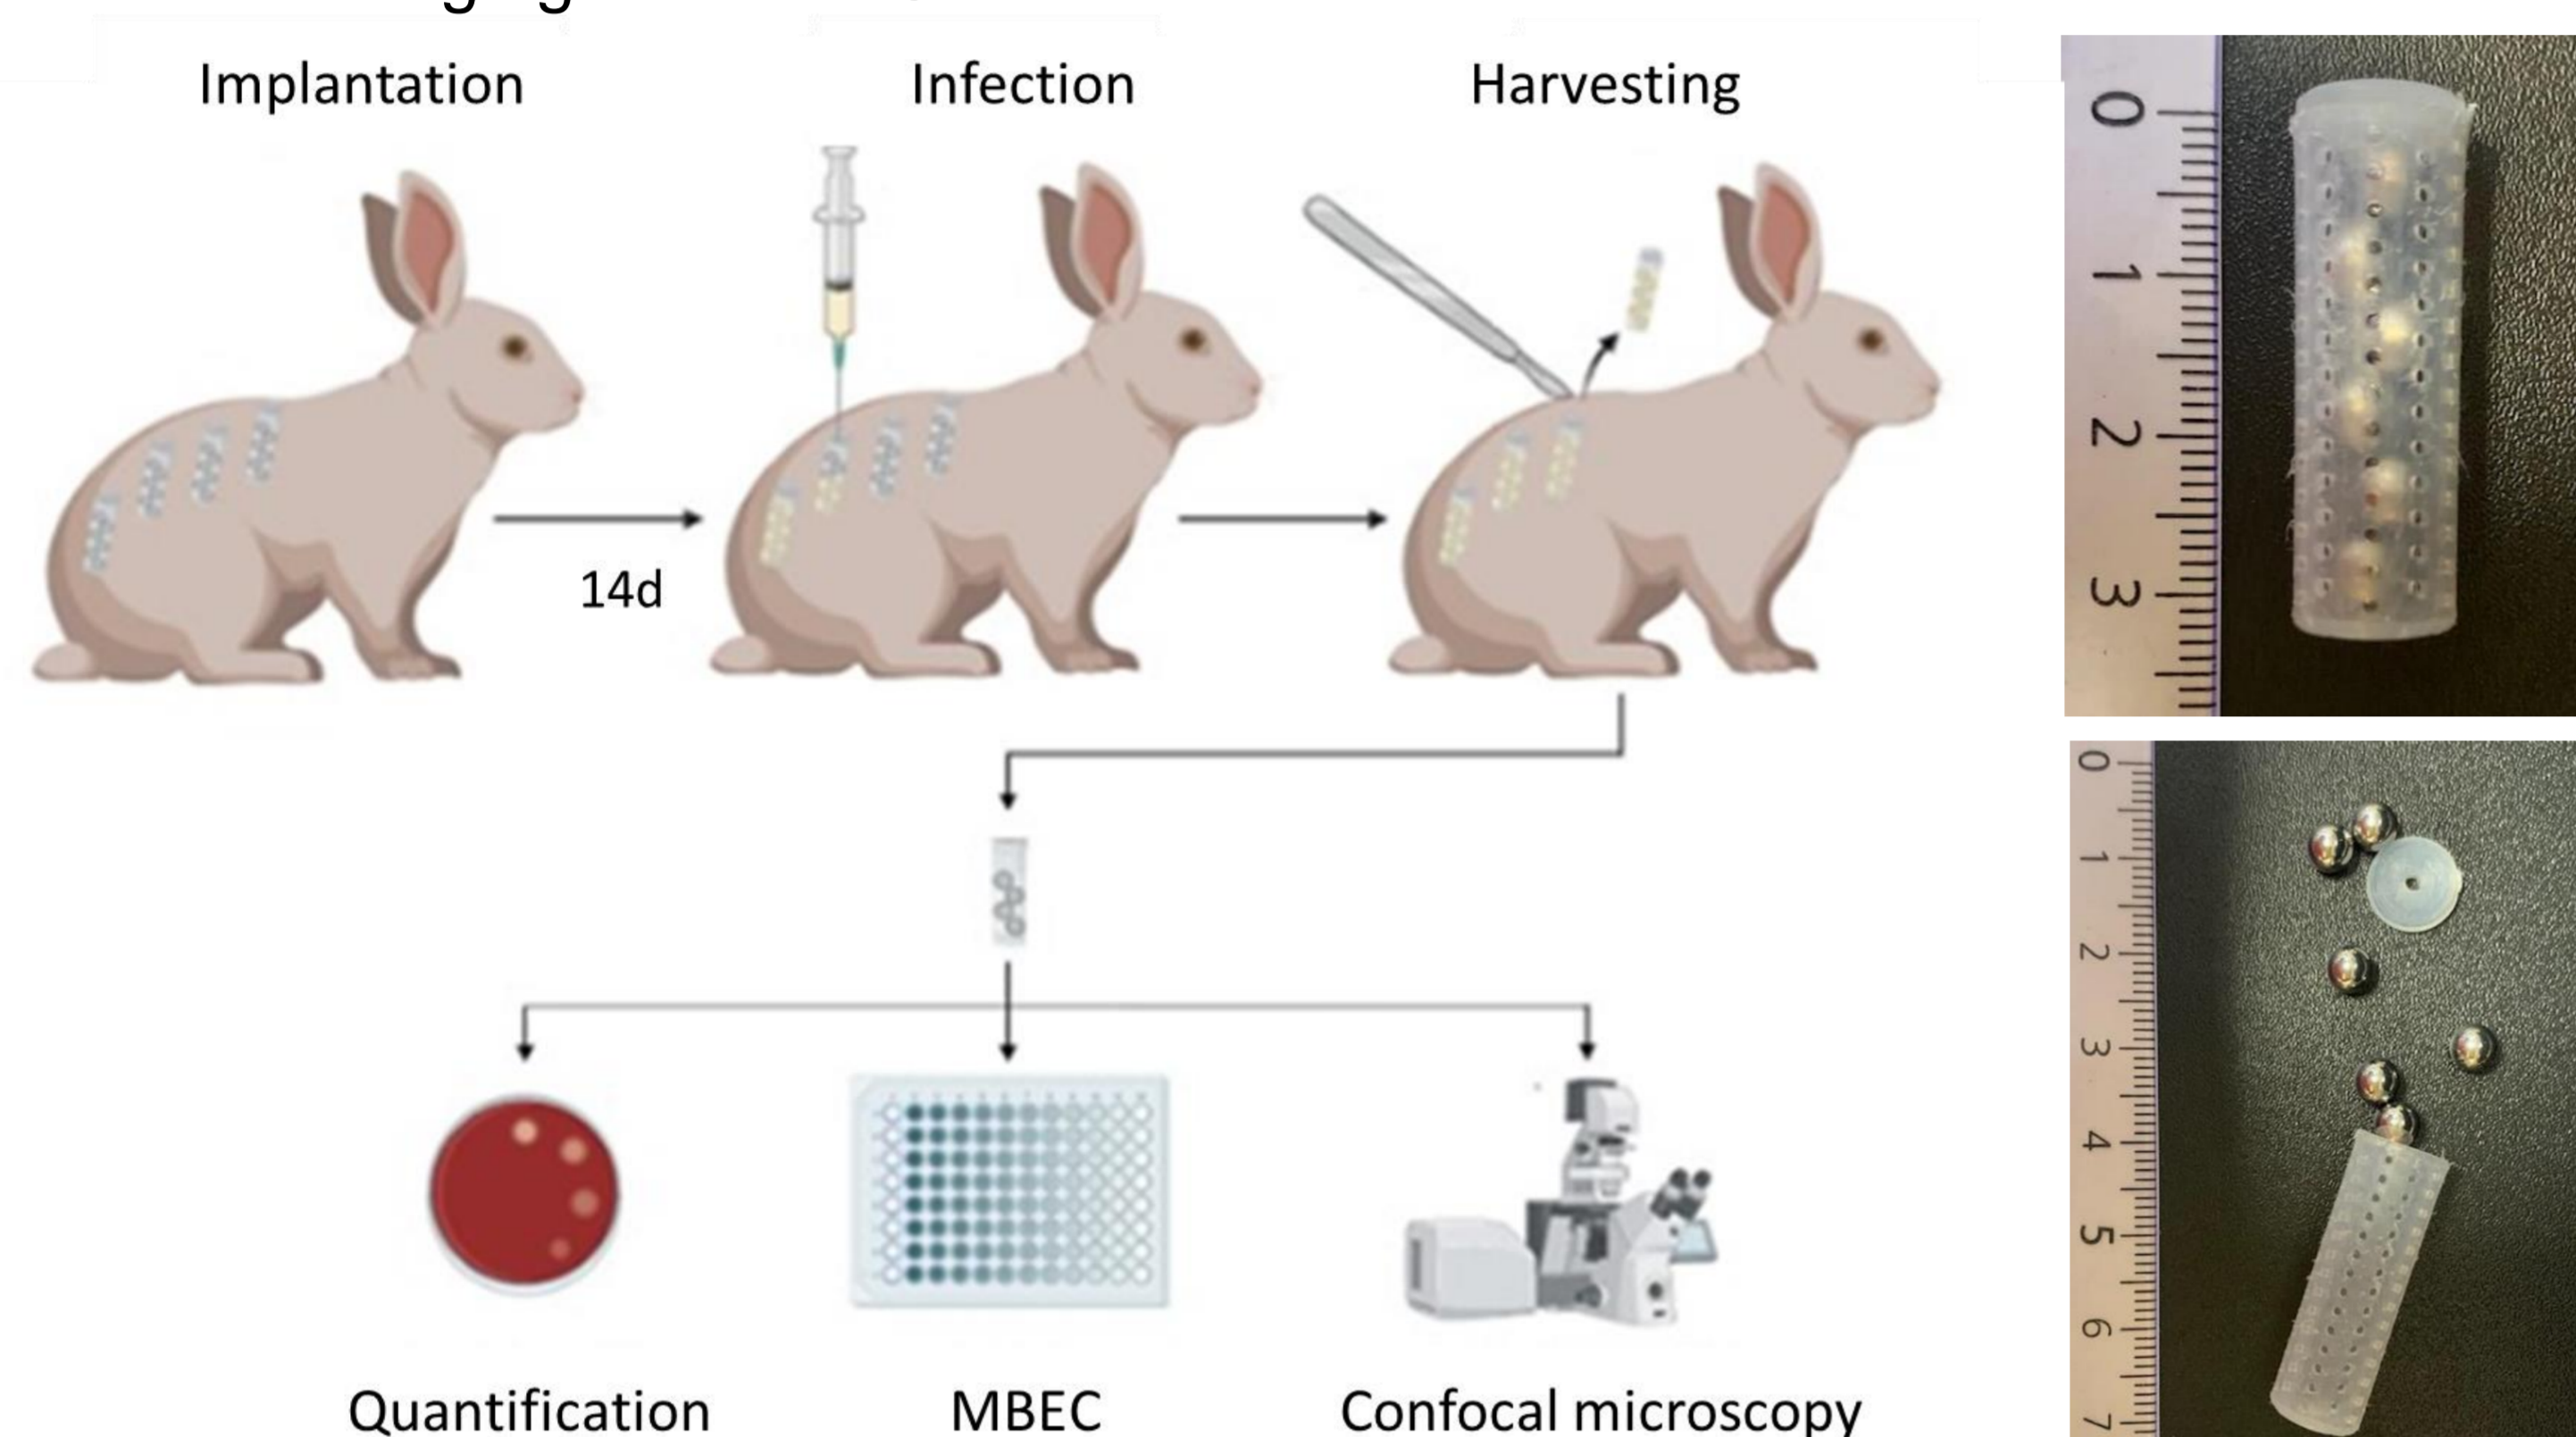 Implantation
Infection
Harvesting
14d
Quantification
MBEC
Confocal microscopy
0
1
2
3
0
1
2
3
4
5
6
7